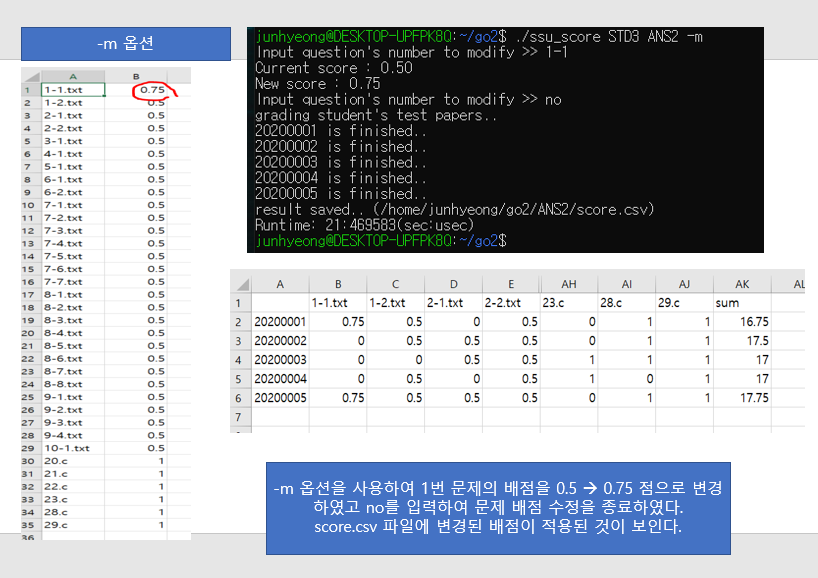 -m 옵션
A B
1 1-1.txt 0.75
2 1-2.txt 0.5
3 2-1.txt 0.5
4 2-2.txt 0.5
5 3-1.txt 0.5
6 4-1.txt 0.5
7 5-1.txt 0.5
8 6-1.txt 0.5
9 6-2.txt 0.5
10 7-1.txt 0.5
11 7-2.txt 0.5
12 7-3.txt 0.5
13 7-4.txt 0.5
14 7-5.txt 0.5
15 7-6.txt 0.5
16 7-7.txt 0.5
17 8-1.txt 0.5
18 8-2.txt 0.5
19 8-3.txt 0.5
20 8-4.txt 0.5
21 8-5.txt 0.5
22 8-6.txt 0.5
23 8-7.txt 0.5
24 8-8.txt 0.5
25 9-1.txt 0.5
26 9-2.txt 0.5
27 9-3.txt 0.5
28 9-4.txt 0.5
29 10-1.txt 0.5
30 20.c 1
31 21.c 1
32 22.c 1
33 23.c 1
34 28.c 1
35 29.c 1
36
junhyeong@DESKTOP-UPFPK8Q:~/go2$ ./ssu_score STD3 ANS2 -m
Input question's number to modify >> 1-1
Current score : 0.50
New score : 0.75
Input question's number to modify >> no
grading student's test papers..
20200001 is finished..
20200002 is finished..
20200003 is finished..
20200004 is finished..
20200005 is finished..
result saved.. (/home/junhyeong/go2/ANS2/score.csv)
Runtime: 21:469583(sec:usec)
junhyeong@DESKTOP-UPFPK8Q:~/go2$
A B C D E AH AI AJ AK AL
1 1-1.txt 1-2.txt 2-1.txt 2-2.txt 23.c 28.c 29.c sum
2 20200001 0.75 0.5 0 0.5 0 1 1 16.75
3 20200002 0 0.5 0.5 0.5 0 1 1 17.5
4 20200003 0 0 0.5 0.5 1 1 1 17
5 20200004 0 0.5 0 0.5 1 0 1 17
6 20200005 0.75 0.5 0.5 0.5 0 1 1 17.75
7
-m 옵션을 사용하여 1번 문제의 배점을 0.5 → 0.75 점으로 변경
하였고 no를 입력하여 문제 배점 수정을 종료하였다.
score.csv 파일에 변경된 배점이 적용된 것이 보인다.